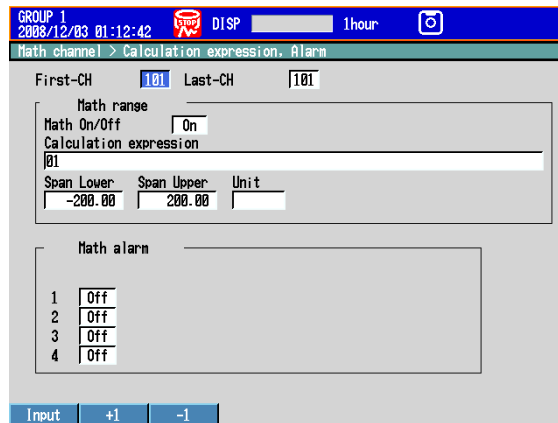 GROUP 1
2008/12/03 01:12:42 STOP DISP 1hour
Math channel > Calculation expression, Alarm
First-CH 101 Last-CH 101
Math range
Math On/Off On
Calculation expression
01
Span Lower Span Upper Unit
-200.00 200.00
Math alarm
1 Off
2 Off
3 Off
4 Off
Input +1 -1